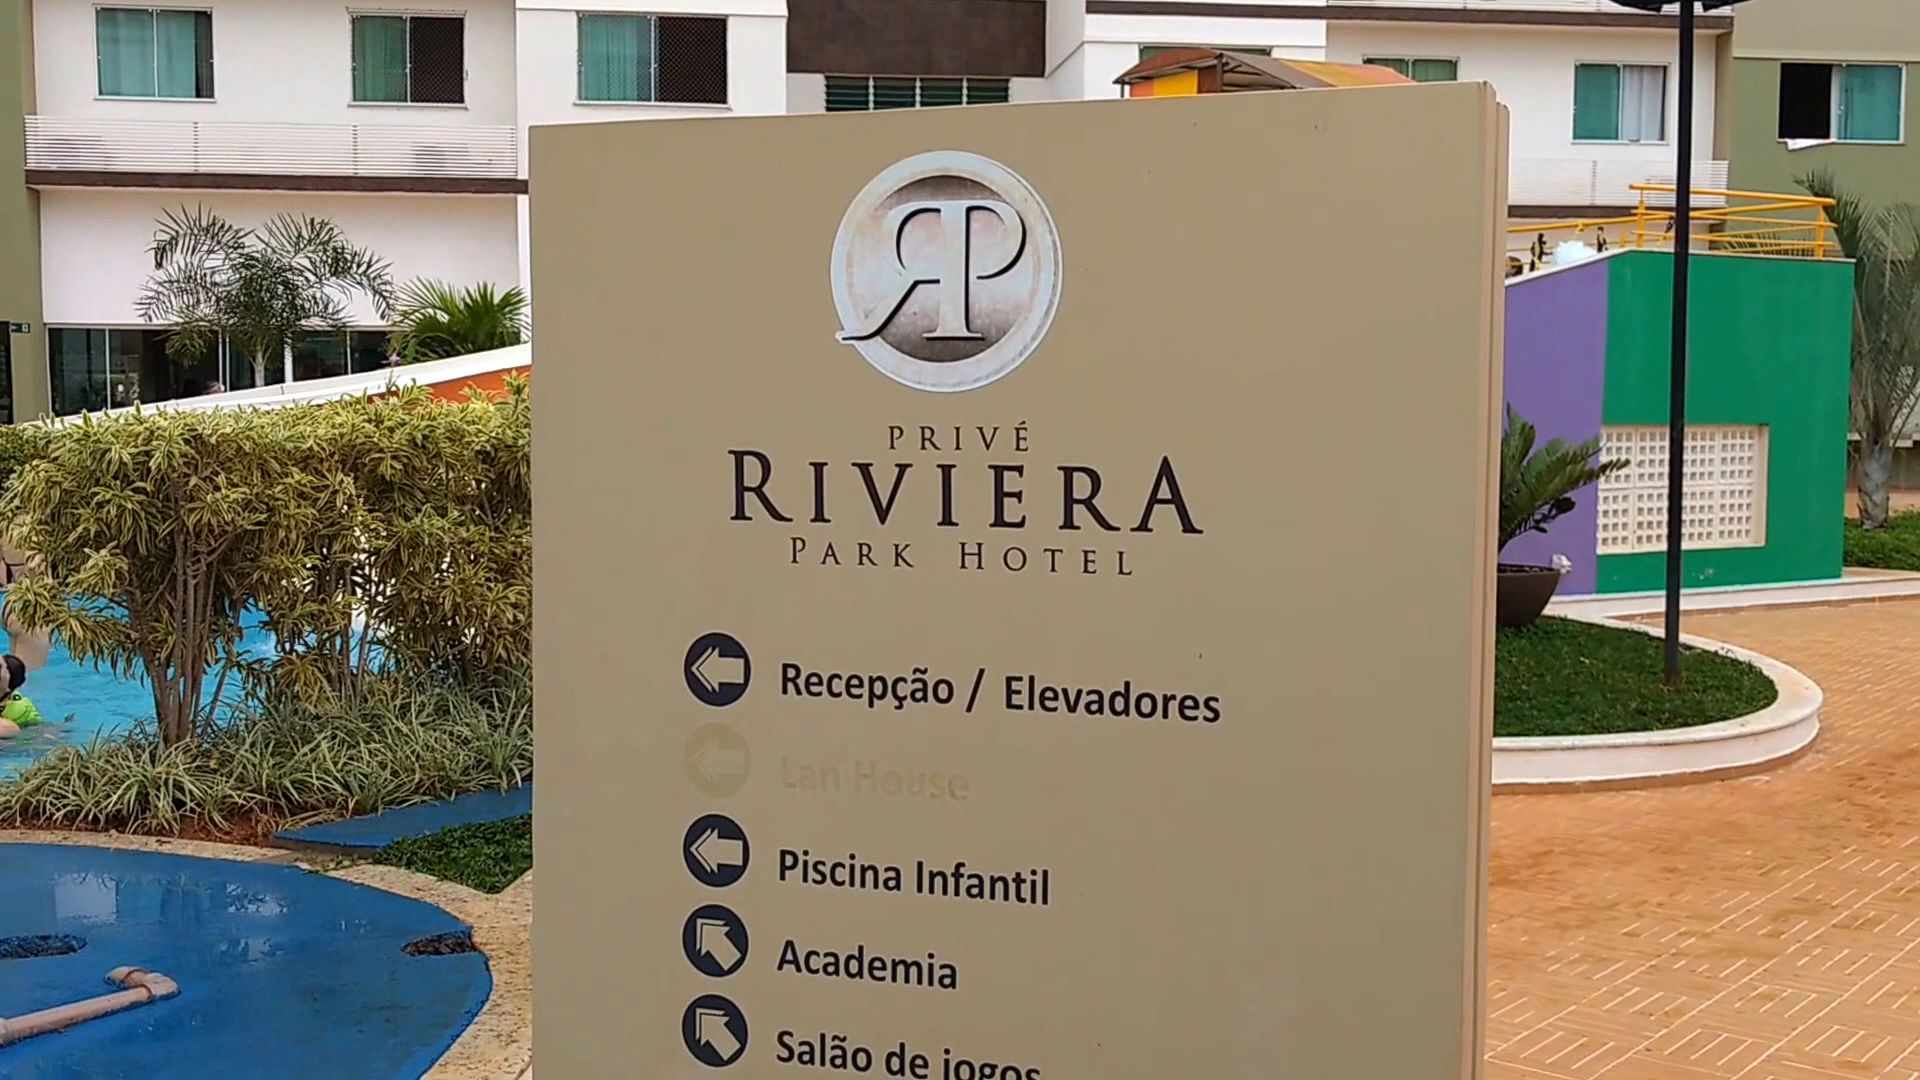 RP
PRIVÉ
RIVIERA
PARK HOTEL
Recepção / Elevadores
Lan House
Piscina Infantil
Academia
Salão de jogos